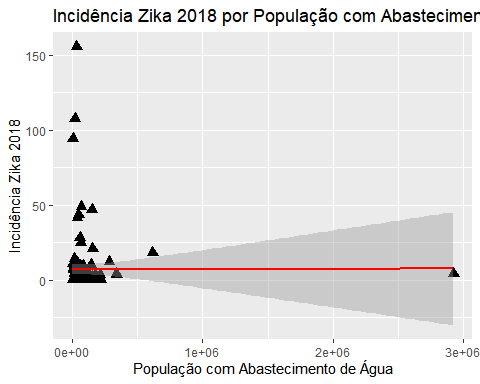 Incidência Zika 2018 por População com Abastecimen
150
100
50
0
Incidência Zika 2018
0e+00 1e+06 2e+06 3e+06
População com Abastecimento de Água